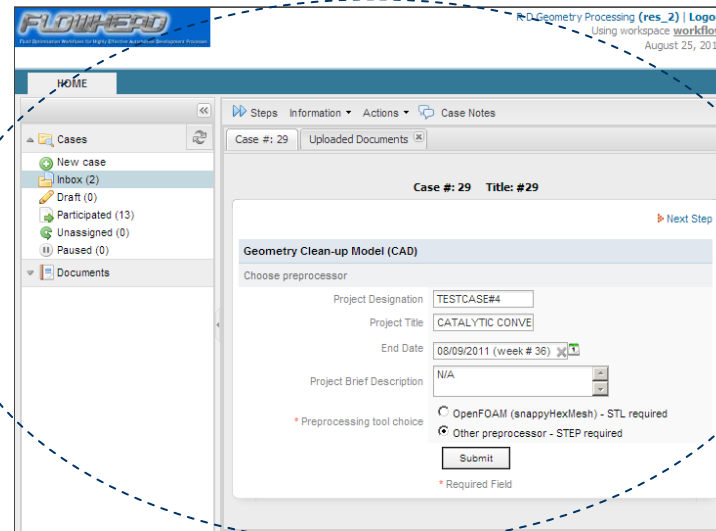 FLOWHEAD
Fluid Optimisation Workflows for Highly Effective Automotive Development Processes
R-D Geometry Processing (res_2) | Logo
Using workspace workflow
August 25, 201
HOME
Steps Information Actions Case Notes
Cases
Case #: 29 Uploaded Documents
New case
Inbox (2)
Draft (0)
Participated (13)
Unassigned (0)
Paused (0)
Documents
Case #: 29 Title: #29
Next Step
Geometry Clean-up Model (CAD)
Choose preprocessor
Project Designation TESTCASE#4
Project Title CATALYTIC CONVE
End Date 08/09/2011 (week # 36)
Project Brief Description N/A
* Preprocessing tool choice
OpenFOAM (snappyHexMesh) - STL required
Other preprocessor - STEP required
Submit
* Required Field